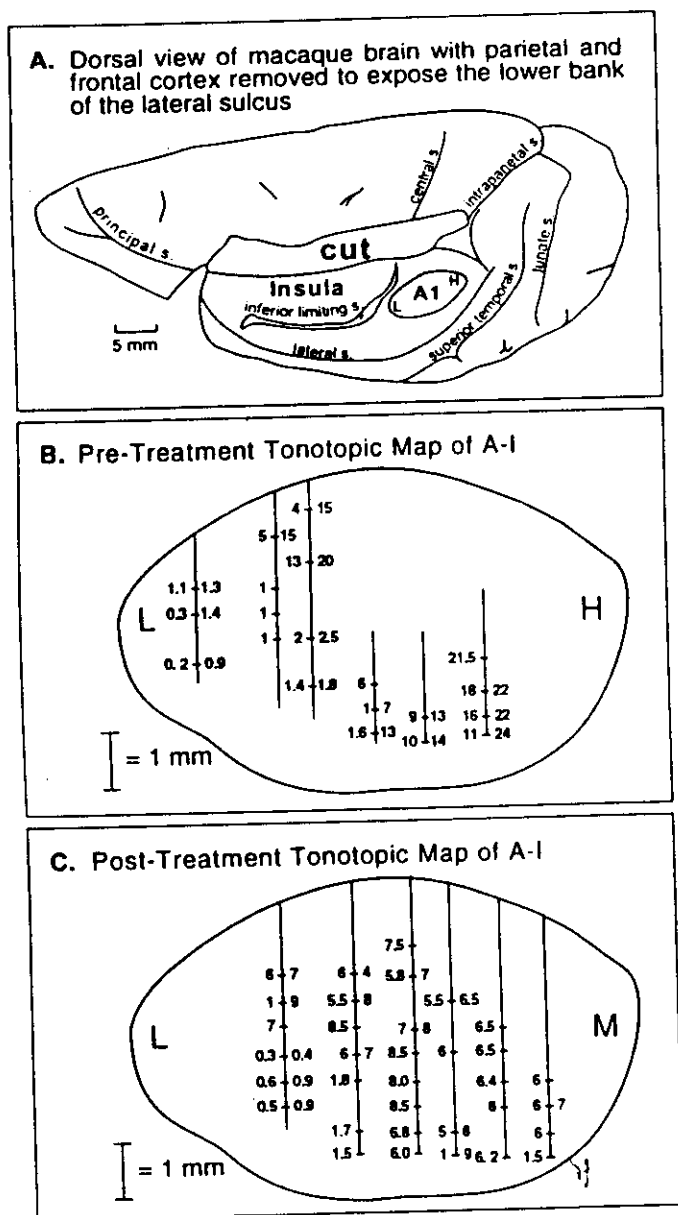 A. Dorsal view of macaque brain with parietal and
frontal cortex removed to expose the lower bank
of the lateral sulcus
central s.
intraparietal s.
principal s.
cut
lunate s.
Insula
A1
H
L
inferior limiting s.
superior temporal s.
5 mm
lateral s.
B. Pre-Treatment Tonotopic Map of A-I
4 15
5 15
13 20
1.1 1.3
1
L 0.3 1.4
1
H
1 2 2.5
0.2 0.9
21.5
1.4 1.8 6
18 22
1 7
9 13 16 22
1.6 13
10 14 11 24
= 1 mm
C. Post-Treatment Tonotopic Map of A-I
7.5
6 7 6 4 5.8 7
1 9 5.5 8 5.5 6.5
7 8.5 7 8 6.5
L
M
0.3 0.4 6 7 8.5 6 6.5
0.6 0.9 1.8 8.0 6.4 6
0.5 0.9 8.5 6 6 7
1.7 6.8 5 8 6
1.5 6.0 1 9 6.2 1.5
= 1 mm